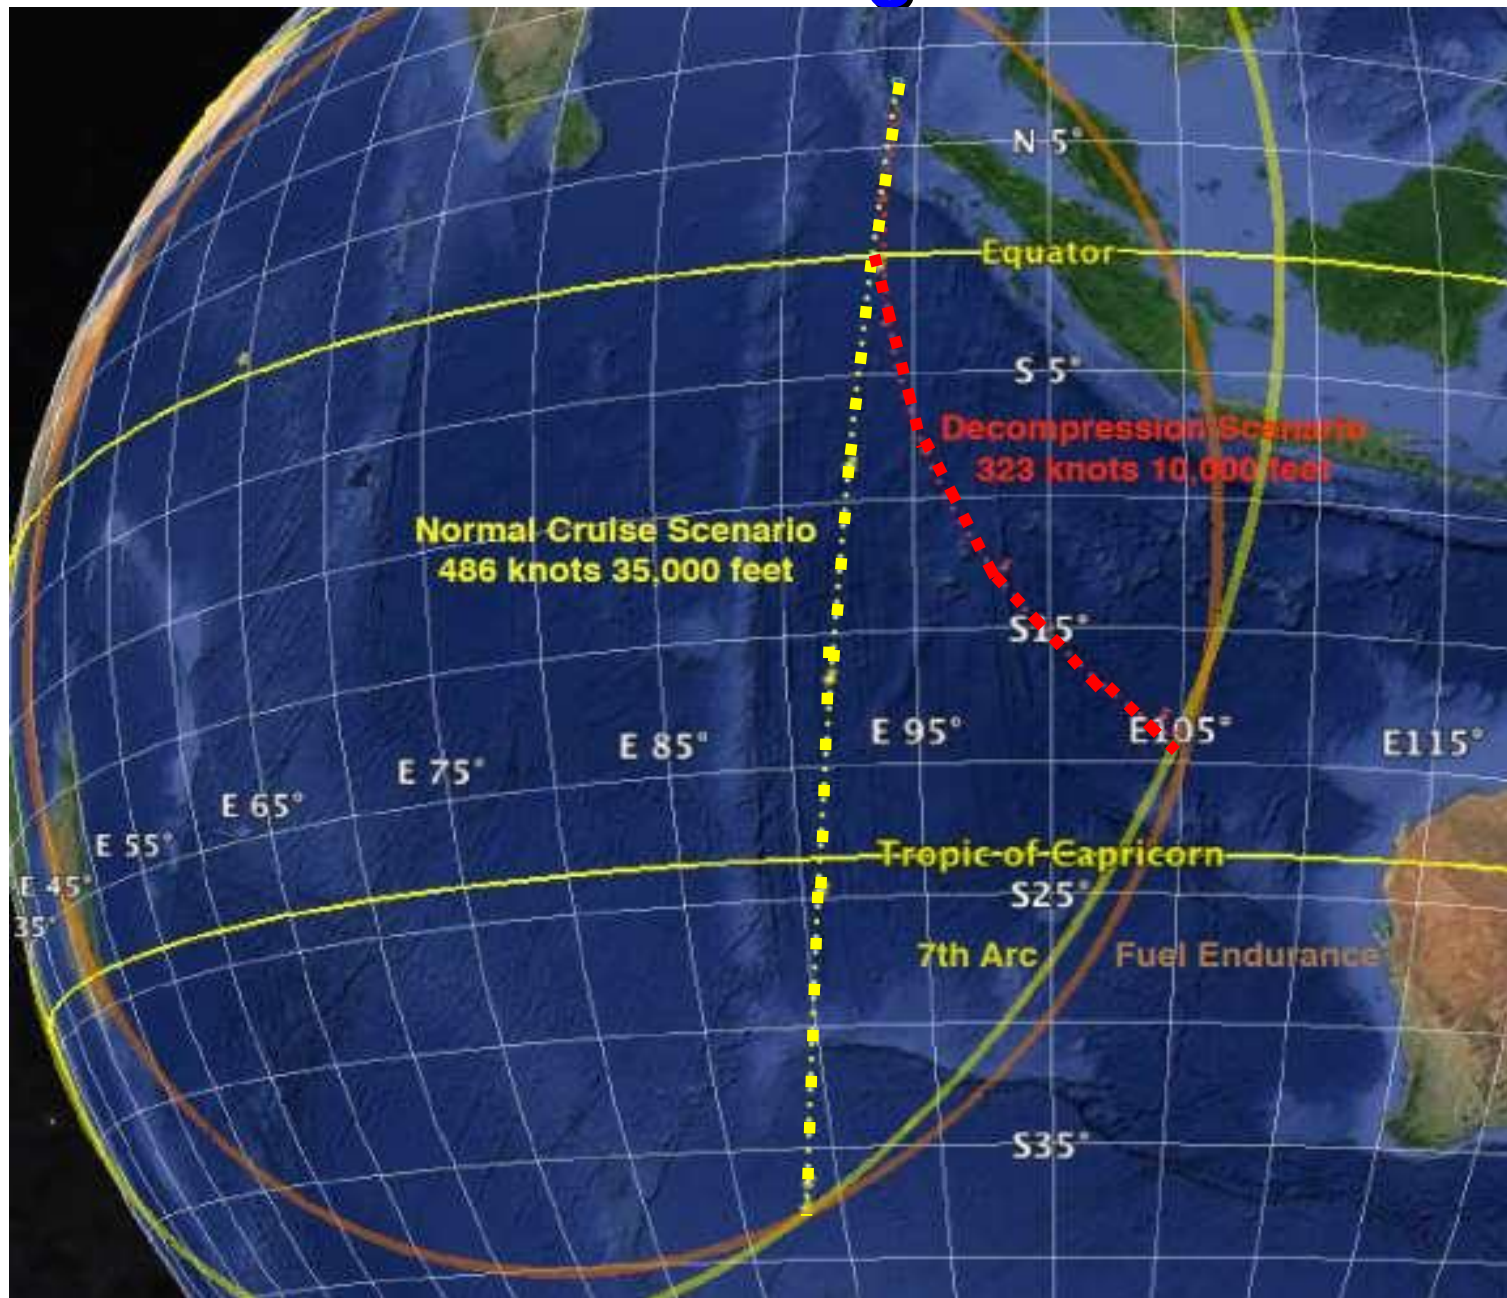 N 5°
Equator
S 5°
Decompression Scenario
323 knots 10,000 feet
Normal Cruise Scenario
486 knots 35,000 feet
S15°
E 45°
35°
E 55°
E 65°
E 75°
E 85°
E 95°
E105°
E115°
Tropic of Capricorn
S25°
7th Arc
Fuel Endurance
S35°